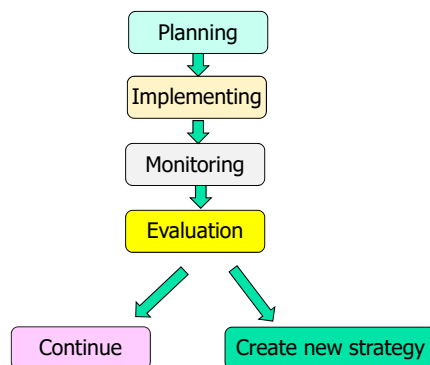 Planning
Implementing
Monitoring
Evaluation
Continue
Create new strategy